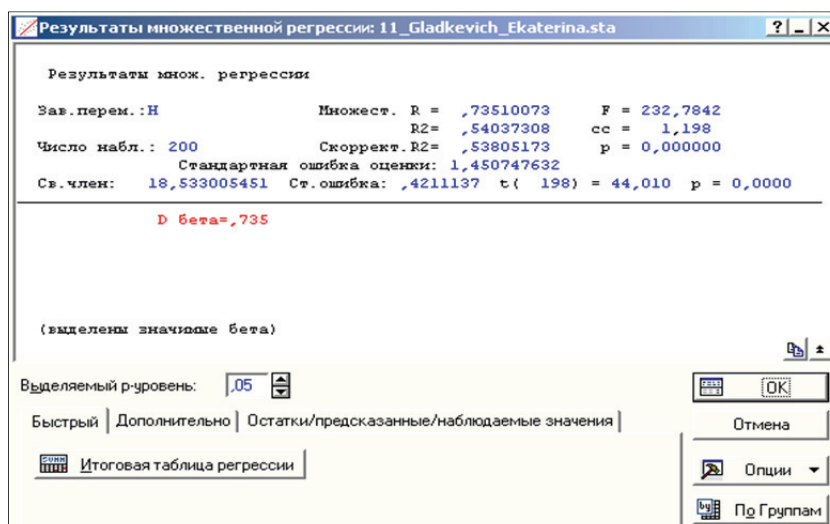 Результаты множественной регрессии: 11_Gladkevich_Ekaterina.sta
Результаты множ. регрессии
Зав.перем.:H Множест. R = ,73510073 F = 232,7842
R2= ,54037308 cc = 1,198
Число набл.: 200 Скоррект.R2= ,53805173 p = 0,000000
Стандартная ошибка оценки: 1,450747632
Св.член: 18,533005451 Ст.ошибка: ,4211137 t( 198) = 44,010 p = 0,0000
D бета=,735
(выделены значимые бета)
Выделяемый p-уровень: ,05
OK
Быстрый Дополнительно Остатки/предсказанные/наблюдаемые значения
Отмена
Итоговая таблица регрессии
Опции
По Группам